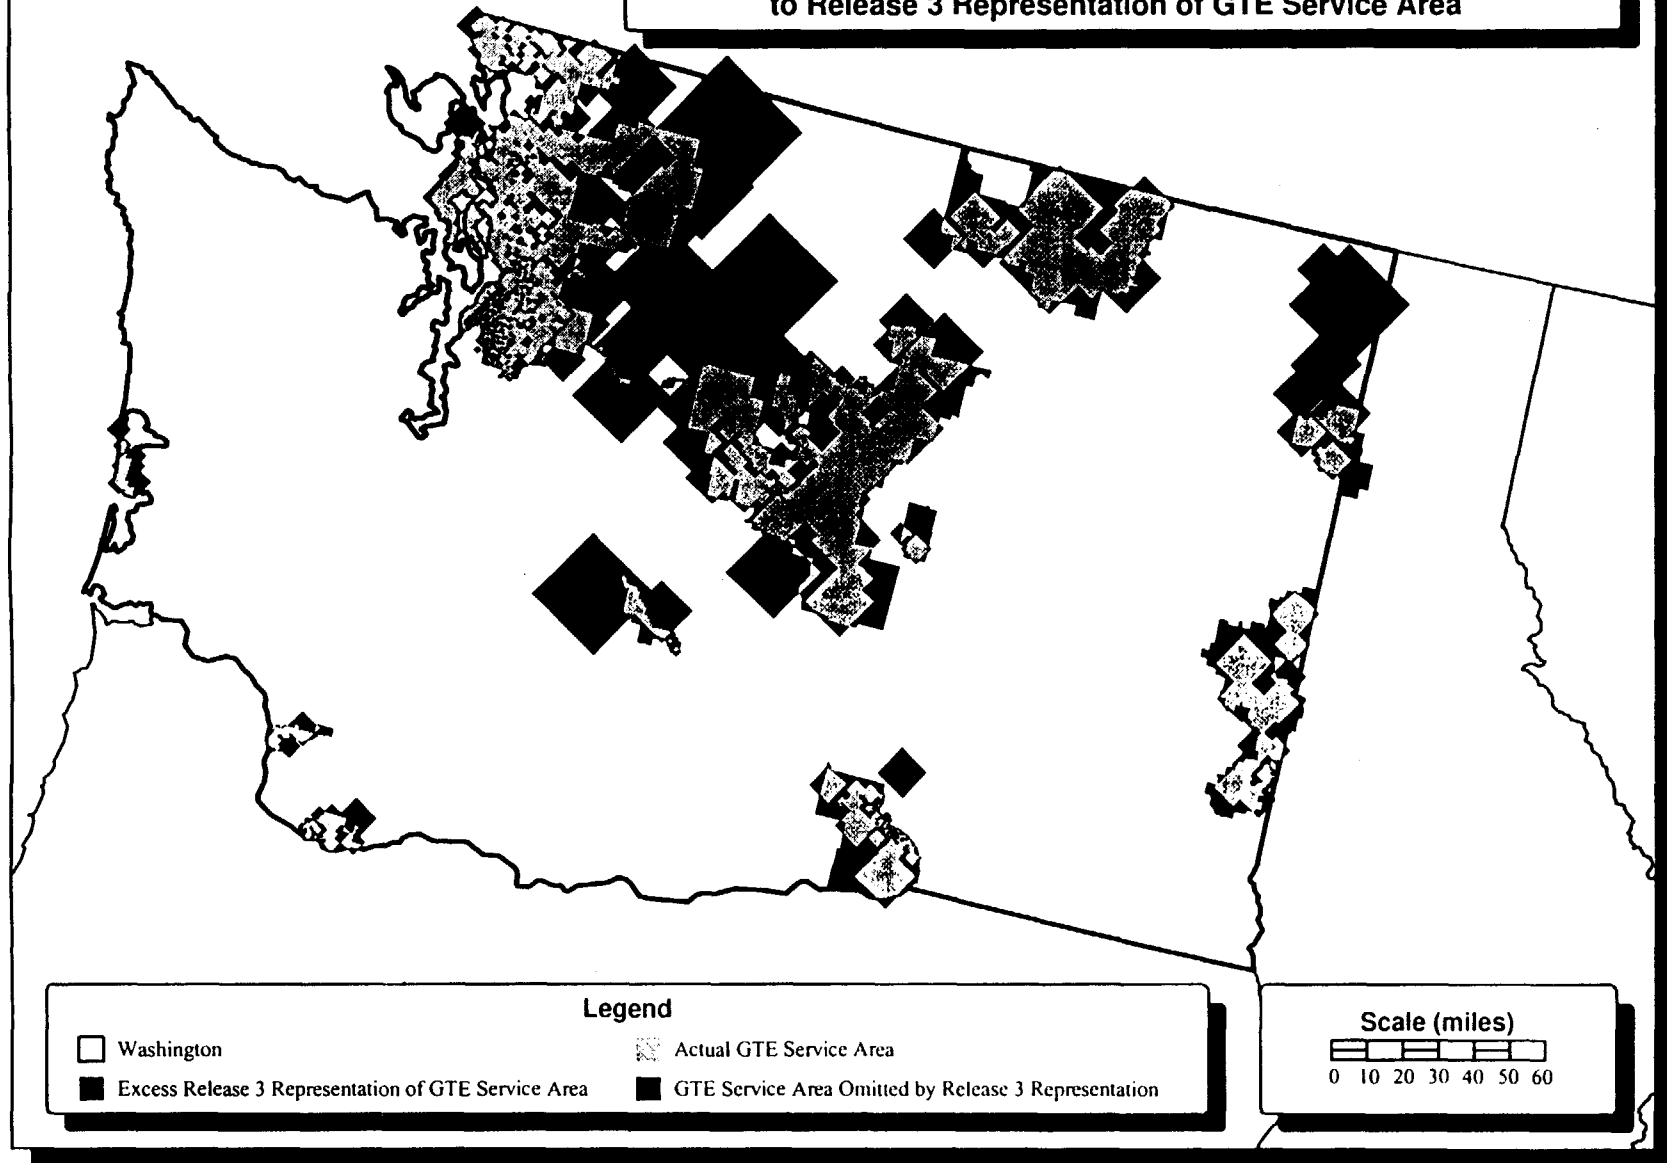 to Release 3 Representation of GTE Service Area
Legend
Washington
Actual GTE Service Area
Excess Release 3 Representation of GTE Service Area
GTE Service Area Omitted by Release 3 Representation
Scale (miles)
0 10 20 30 40 50 60